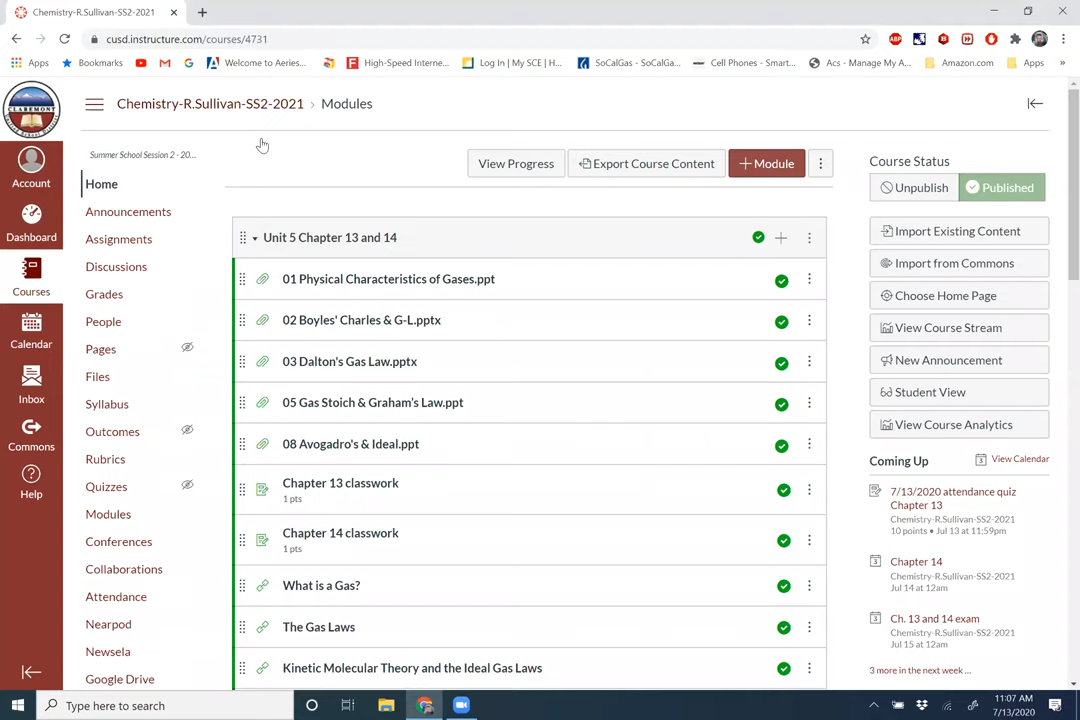 Chemistry-R.Sullivan-SS2-2021
cusd.instructure.com/courses/4731
ABP
Apps
Bookmarks
Welcome to Aeries...
High-Speed Interne...
Log In | My SCE | H...
SoCalGas - SoCalGa...
Cell Phones - Smart...
Acs - Manage My A...
Amazon.com
Apps
»
CLAREMONT
Chemistry-R.Sullivan-SS2-2021 › Modules
Account
Dashboard
Courses
Calendar
Inbox
Commons
Help
Summer School Session 2 - 20...
Home
Announcements
Assignments
Discussions
Grades
People
Pages
Files
Syllabus
Outcomes
Rubrics
Quizzes
Modules
Conferences
Collaborations
Attendance
Nearpod
Newsela
Google Drive
View Progress
Export Course Content
+ Module
Unit 5 Chapter 13 and 14
01 Physical Characteristics of Gases.ppt
02 Boyles' Charles & G-L.pptx
03 Dalton's Gas Law.pptx
05 Gas Stoich & Graham's Law.ppt
08 Avogadro's & Ideal.ppt
Chapter 13 classwork
1 pts
Chapter 14 classwork
1 pts
What is a Gas?
The Gas Laws
Kinetic Molecular Theory and the Ideal Gas Laws
Course Status
Unpublish
Published
Import Existing Content
Import from Commons
Choose Home Page
View Course Stream
New Announcement
Student View
View Course Analytics
Coming Up
View Calendar
7/13/2020 attendance quiz
Chapter 13
Chemistry-R.Sullivan-SS2-2021
10 points • Jul 13 at 11:59pm
Chapter 14
Chemistry-R.Sullivan-SS2-2021
Jul 14 at 12am
Ch. 13 and 14 exam
Chemistry-R.Sullivan-SS2-2021
Jul 15 at 12am
3 more in the next week ...
Type here to search
11:07 AM
7/13/2020